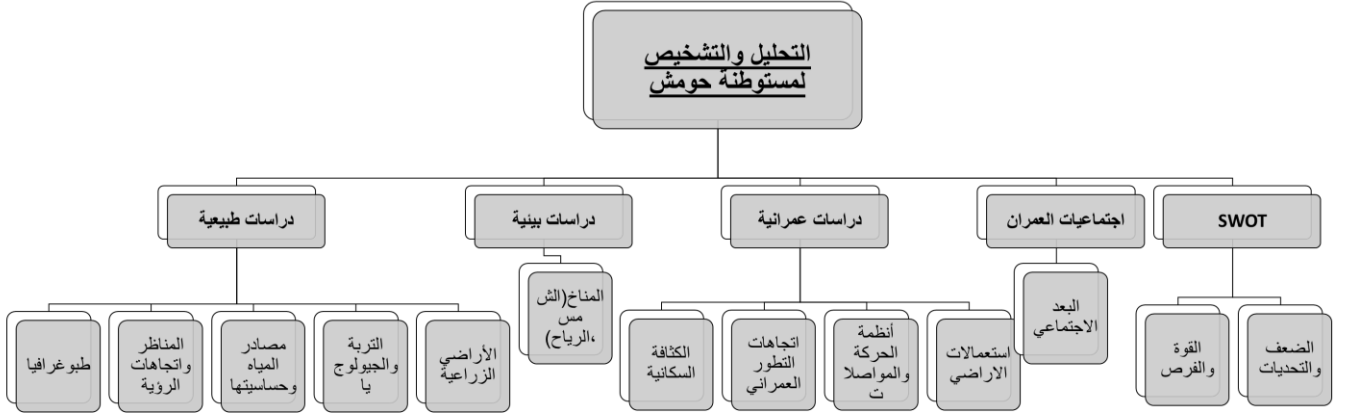 التحليل والتشخيص
لمستوطنة حومش
SWOT
اجتماعيات العمران
دراسات عمرانية
دراسات بيئية
دراسات طبيعية
الضعف
والتحديات
القوة
والفرص
البعد
الاجتماعي
استعمالات
الاراضي
أنظمة
الحركة
والمواصلا
ت
اتجاهات
التطور
العمراني
الكثافة
السكانية
المناخ(الش
مس
،الرياح)
الأراضي
الزراعية
التربة
والجيولوج
يا
مصادر
المياه
وحساسيتها
المناظر
واتجاهات
الرؤية
طبوغرافيا